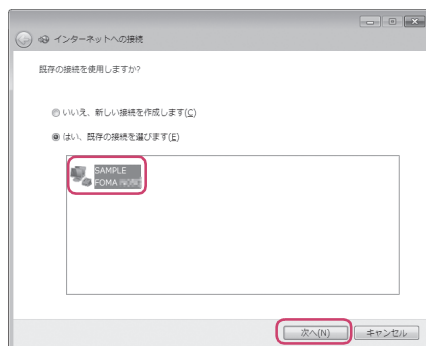 インターネットへの接続
既存の接続を使用しますか?
いいえ、新しい接続を作成します(C)
はい、既存の接続を選びます(E)
SAMPLE
FOMA
次へ(N)
キャンセル